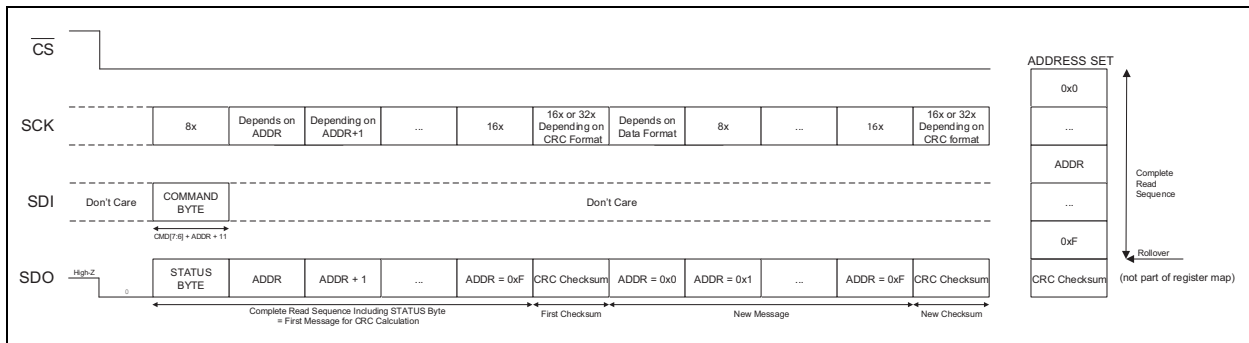 CS
ADDRESS SET
0x0
SCK
8x
Depends on
ADDR
Depending on
ADDR+1
...
16x
16x or 32x
Depending on
CRC Format
Depends on
Data Format
8x
...
16x
16x or 32x
Depending on
CRC format
...
ADDR
Complete
Read
Sequence
SDI
Don't Care
COMMAND
BYTE
Don't Care
...
CMD[7:6] + ADDR + 11
0xF
Rollover
SDO
High-Z
0
STATUS
BYTE
ADDR
ADDR + 1
...
ADDR = 0xF
CRC Checksum
ADDR = 0x0
ADDR = 0x1
...
ADDR = 0xF
CRC Checksum
CRC Checksum
(not part of register map)
Complete Read Sequence Including STATUS Byte
= First Message for CRC Calculation
First Checksum
New Message
New Checksum